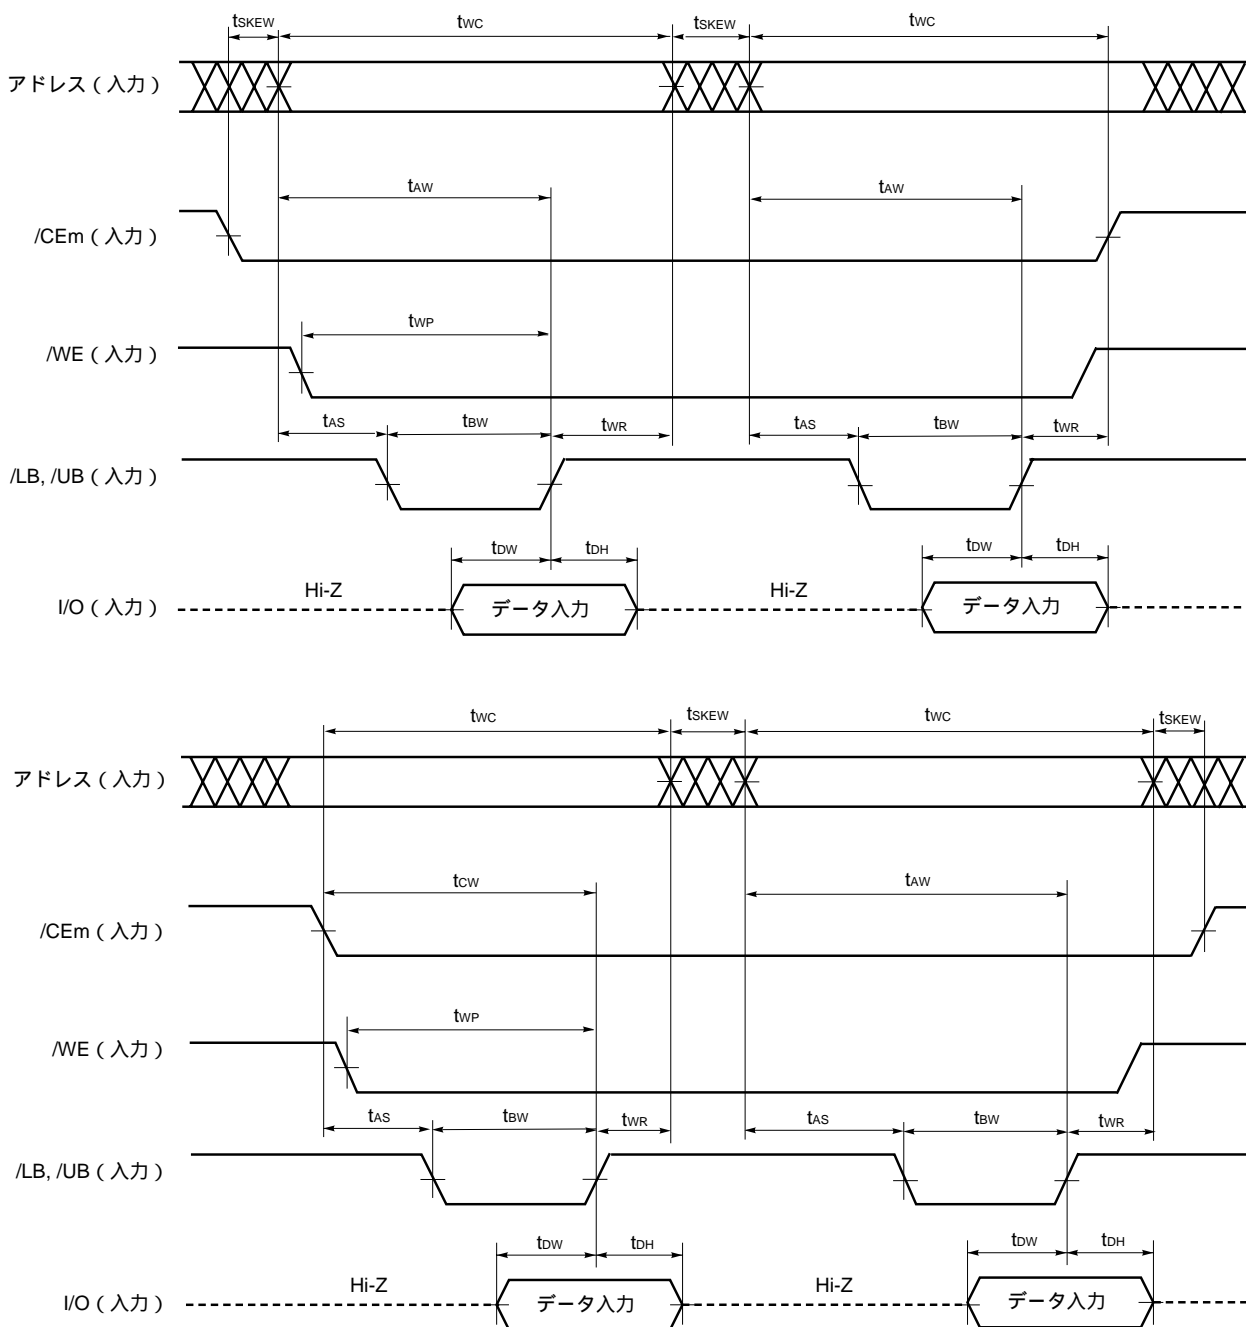 tSKEW tWC tSKEW tWC
アドレス(入力)
tAW tAW
/CEm(入力)
tWP
/WE(入力)
tAS tBW tWR tAS tBW tWR
/LB, /UB(入力)
tDW tDH tDW tDH
Hi-Z Hi-Z
I/O(入力) データ入力 データ入力
tWC tSKEW tWC tSKEW
アドレス(入力)
tCW tAW
/CEm(入力)
tWP
/WE(入力)
tAS tBW tWR tAS tBW tWR
/LB, /UB(入力)
tDW tDH tDW tDH
Hi-Z Hi-Z
I/O(入力) データ入力 データ入力